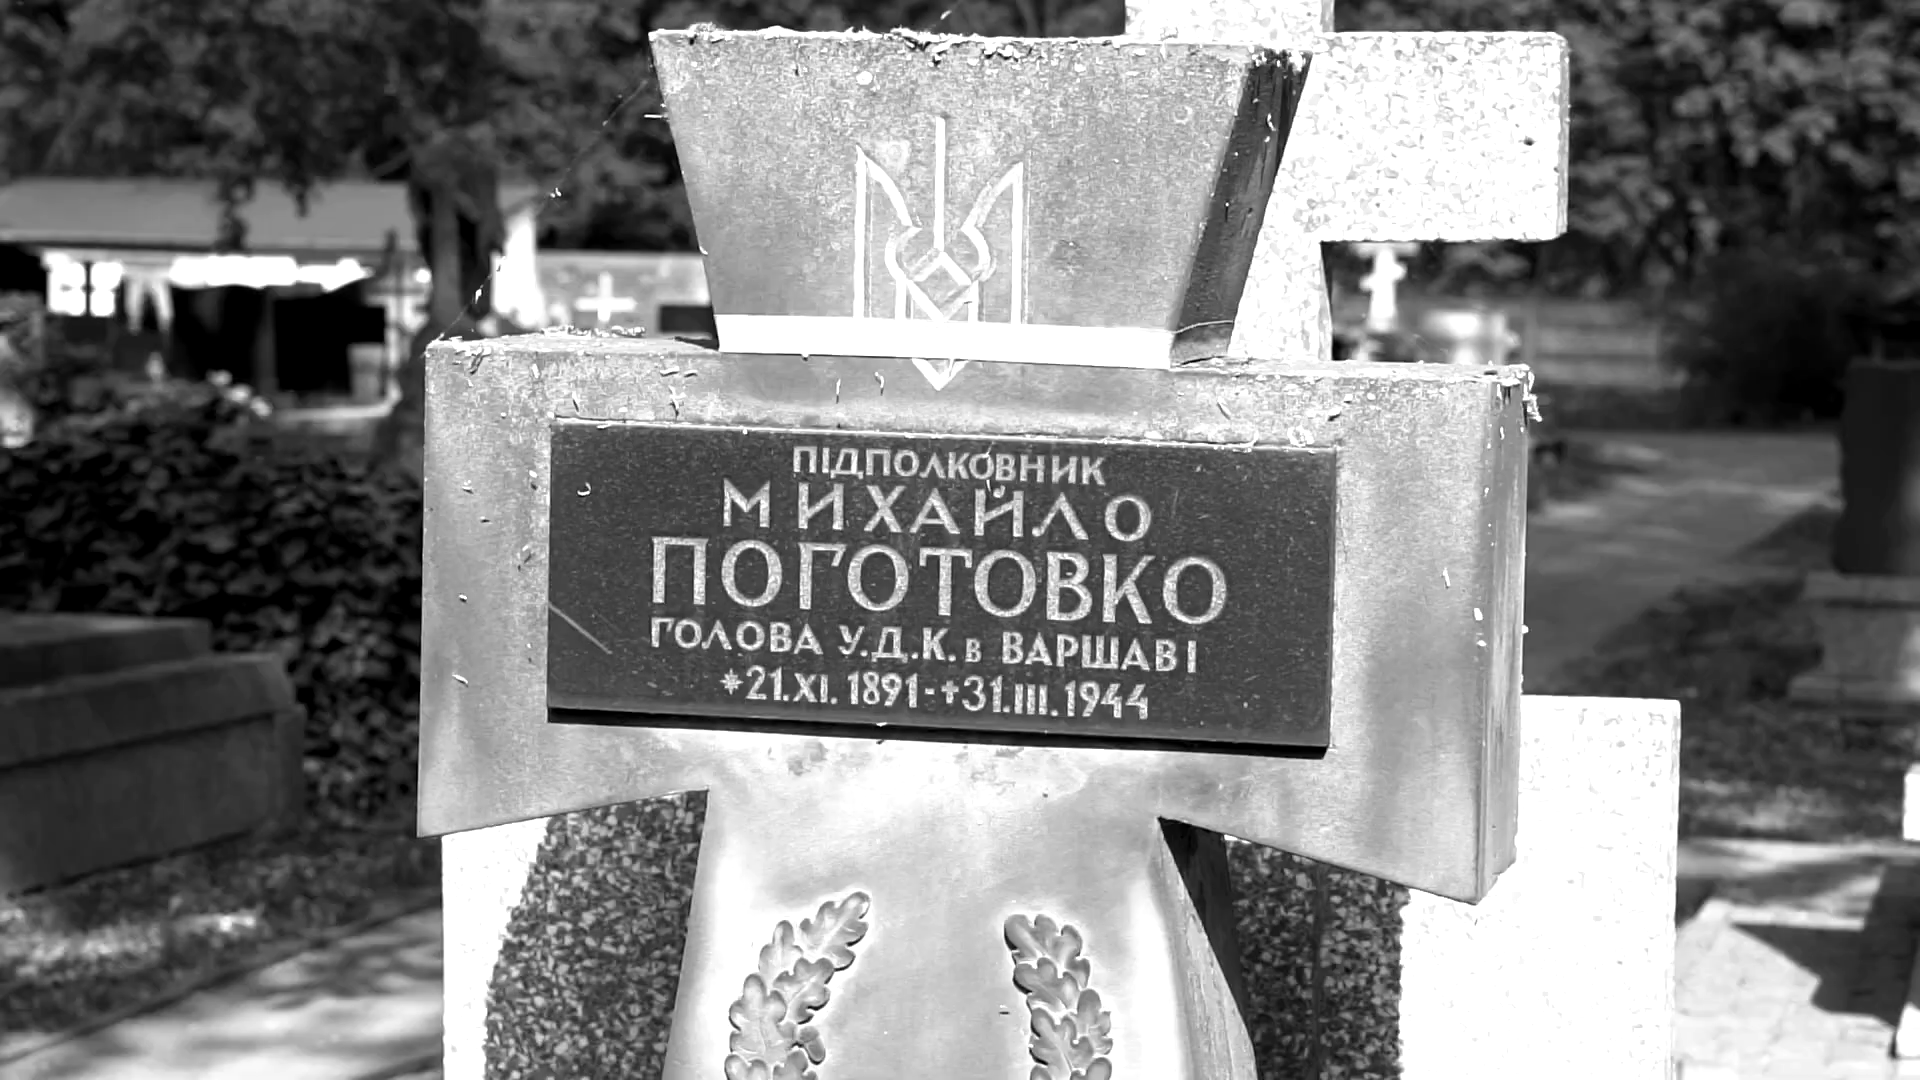 ПІДПОЛКОВНИК
МИХАЙЛО
ПОГОТОВКО
ГОЛОВА У.Д.К. в ВАРШАВІ
*21.XI. 1891-†31.III. 1944